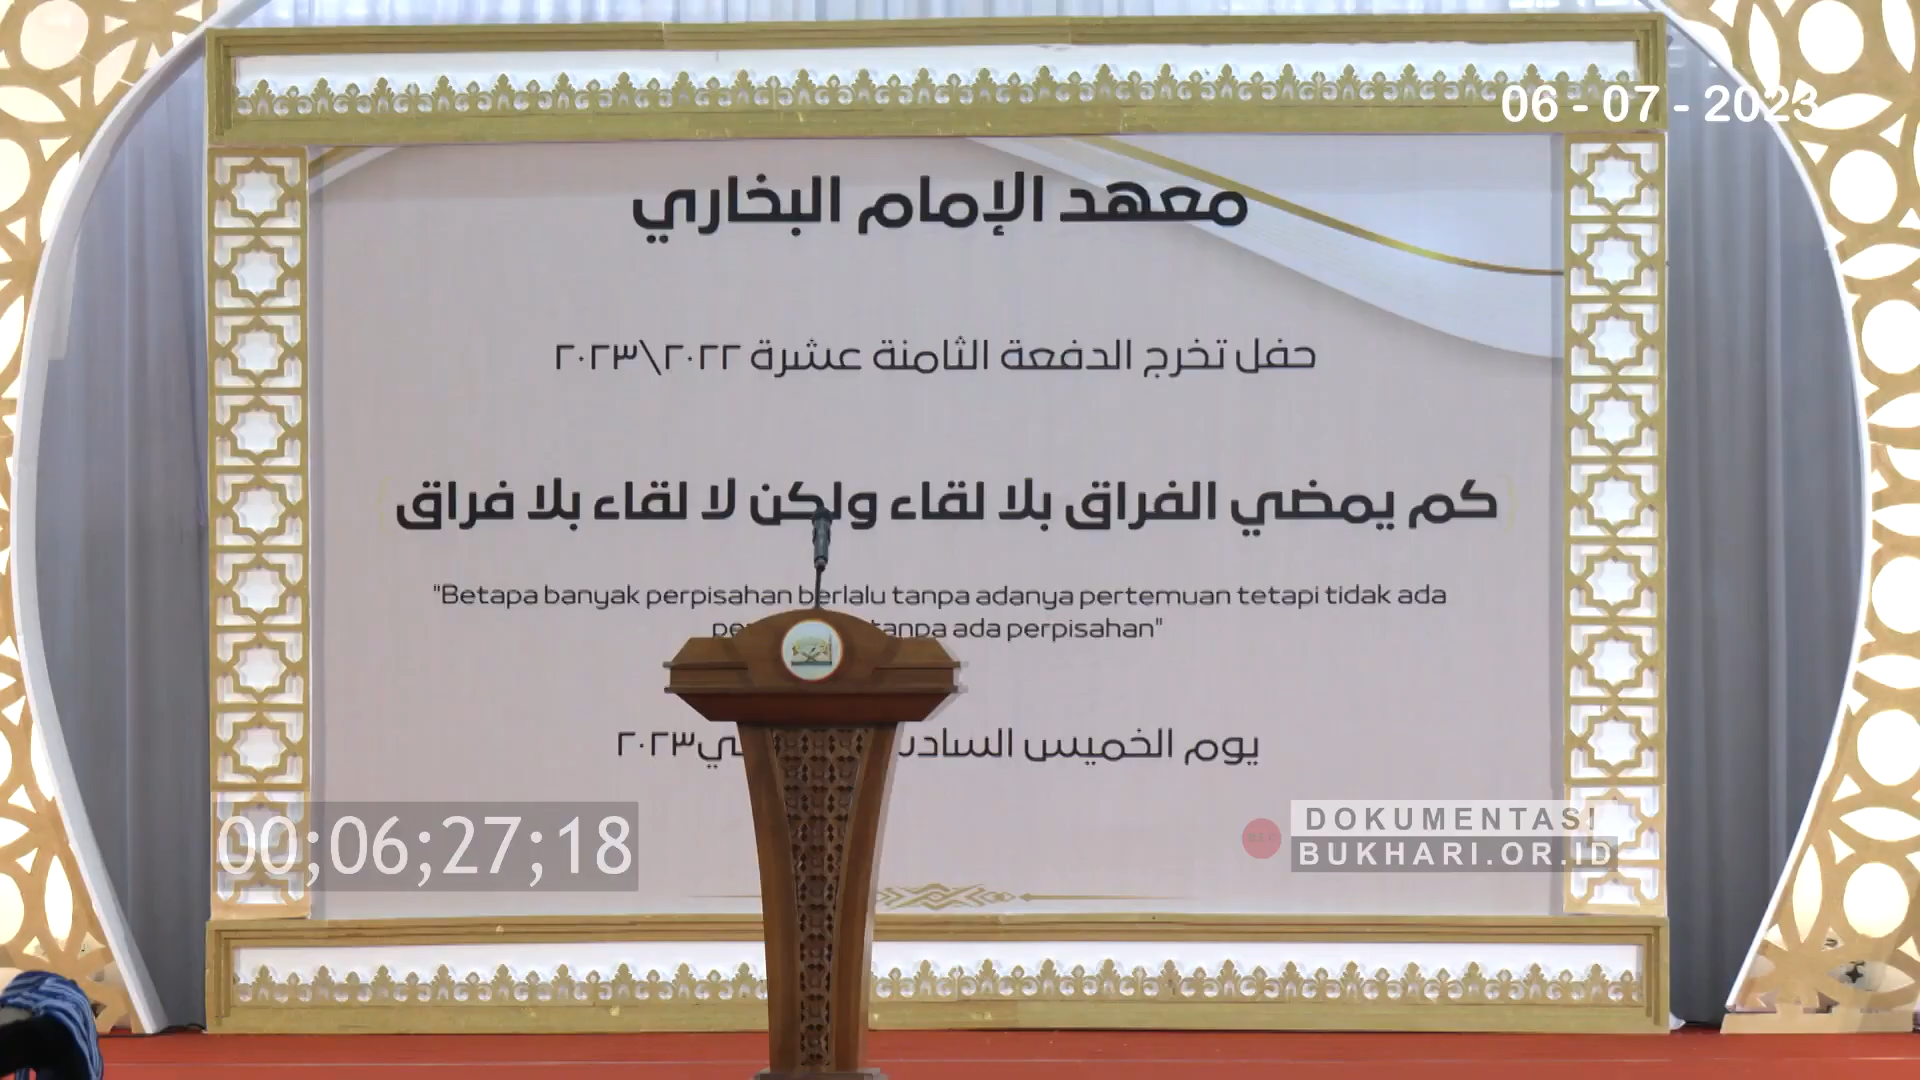 06 - 07 - 2023
معهد الإمام البخاري
حفل تخرج الدفعة الثامنة عشرة ٢٠٢٢\٢٠٢٣
كم يمضي الفراق بلا لقاء ولكن لا لقاء بلا فراق
"Betapa banyak perpisahan berlalu tanpa adanya pertemuan tetapi tidak ada
tanpa ada perpisahan"
يوم الخميس ٢٠٢٣
00;06;27;18
REC
DOKUMENTASI
BUKHARI.OR.ID